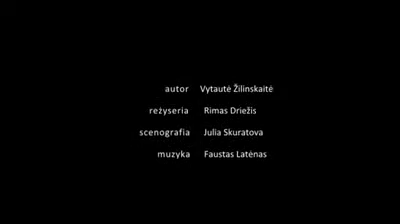 autor Vytautė Žilinskaitė
reżyseria Rimas Driežis
scenografia Julia Skuratova
muzyka Faustas Latėnas